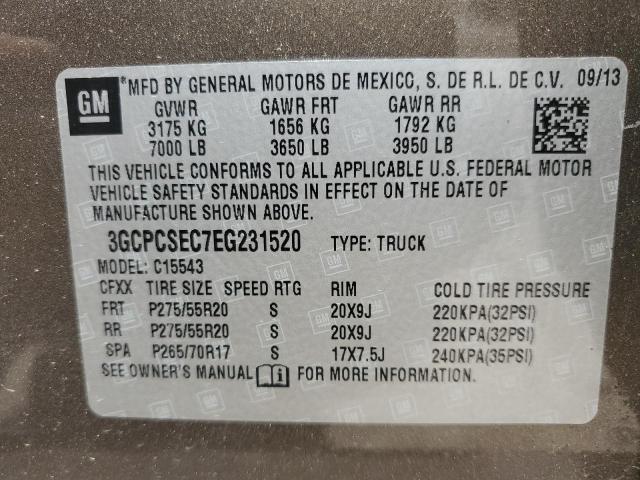 GM *MFD BY GENERAL MOTORS DE MEXICO, S. DE R.L. DE C.V. 09/13
GVWR GAWR FRT GAWR RR
3175 KG 1656 KG 1792 KG
7000 LB 3650 LB 3950 LB
THIS VEHICLE CONFORMS TO ALL APPLICABLE U.S. FEDERAL MOTOR
VEHICLE SAFETY STANDARDS IN EFFECT ON THE DATE OF
MANUFACTURE SHOWN ABOVE.
3GCPCSEC7EG231520 TYPE: TRUCK
MODEL: C15543
CFXX TIRE SIZE SPEED RTG RIM COLD TIRE PRESSURE
FRT P275/55R20 S 20X9J 220KPA(32PSI)
RR P275/55R20 S 20X9J 220KPA(32PSI)
SPA P265/70R17 S 17X7.5J 240KPA(35PSI)
SEE OWNER'S MANUAL FOR MORE INFORMATION.